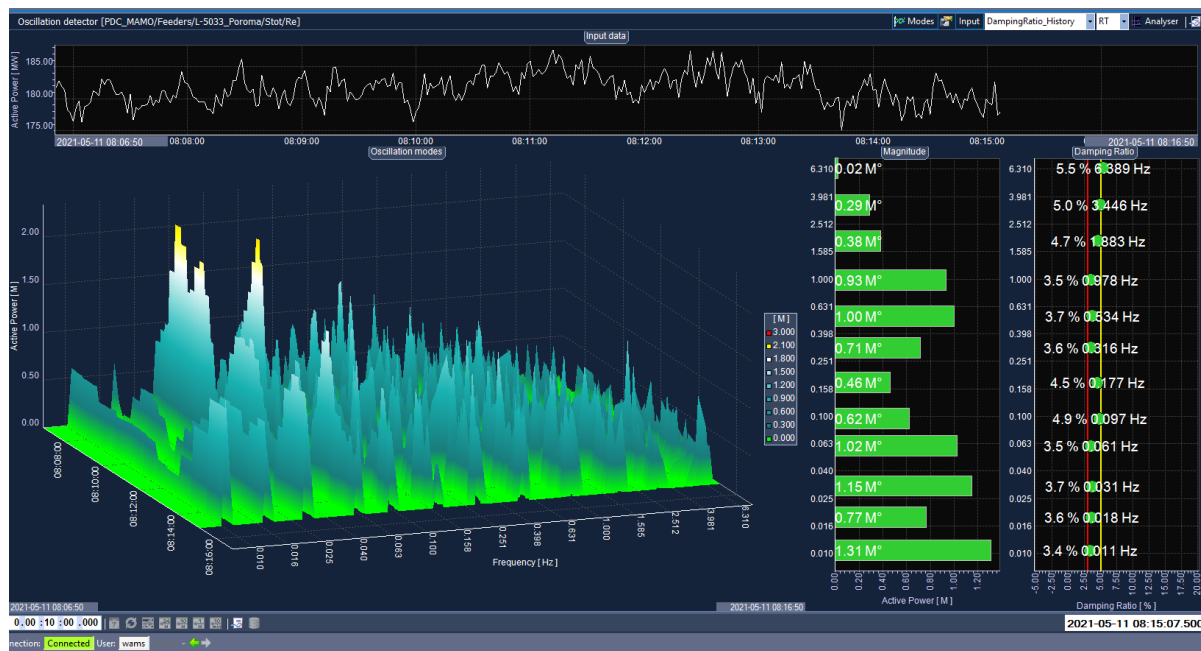 Oscillation detector [PDC_MAMO/Feeders/L-5033_Poroma/Stot/Re]
Modes Input DampingRatio_History RT Analyser
Input data
Active Power [ MW ]
185.00
180.00
175.00
2021-05-11 08:06:50 08:08:00 08:09:00 08:10:00 08:11:00 08:12:00 08:13:00 08:14:00 08:15:00 2021-05-11 08:16:50
Oscillation modes
Active Power [ M ]
2.00
1.50
1.00
0.50
0.00
08:08:00
08:10:00
08:12:00
08:14:00
08:15:00
0.010 0.016 0.025 0.040 0.063 0.100 0.158 0.251 0.398 0.631 1.000 1.585 2.512 3.981 6.310
Frequency [ Hz ]
[ M ]
3.000
2.100
1.800
1.500
1.200
0.900
0.600
0.300
0.000
2021-05-11 08:06:50 2021-05-11 08:16:50
Magnitude
6.310 0.02 M°
3.981
0.29 M°
2.512
0.38 M°
1.585
1.000 0.93 M°
0.631
1.00 M°
0.398
0.71 M°
0.251
0.158 0.46 M°
0.100 0.62 M°
0.063 1.02 M°
0.040
1.15 M°
0.025
0.016 0.77 M°
0.010 1.31 M°
0.00 0.20 0.40 0.60 0.80 1.00 1.20
Active Power [ M ]
Damping Ratio
6.310 5.5 % 6.389 Hz
3.981
5.0 % 3.446 Hz
2.512
4.7 % 1.883 Hz
1.585
1.000 3.5 % 0.978 Hz
0.631
3.7 % 0.534 Hz
0.398
3.6 % 0.316 Hz
0.251
0.158 4.5 % 0.177 Hz
0.100 4.9 % 0.097 Hz
0.063 3.5 % 0.061 Hz
0.040
3.7 % 0.031 Hz
0.025
0.016 3.6 % 0.018 Hz
0.010 3.4 % 0.011 Hz
-5.00 -2.50 0.00 2.50 5.00 7.50 10.00 12.50 15.00 17.50 20.00
Damping Ratio [ % ]
0.00 :10 :00 .000
2021-05-11 08:15:07.500
nection: Connected User: wams